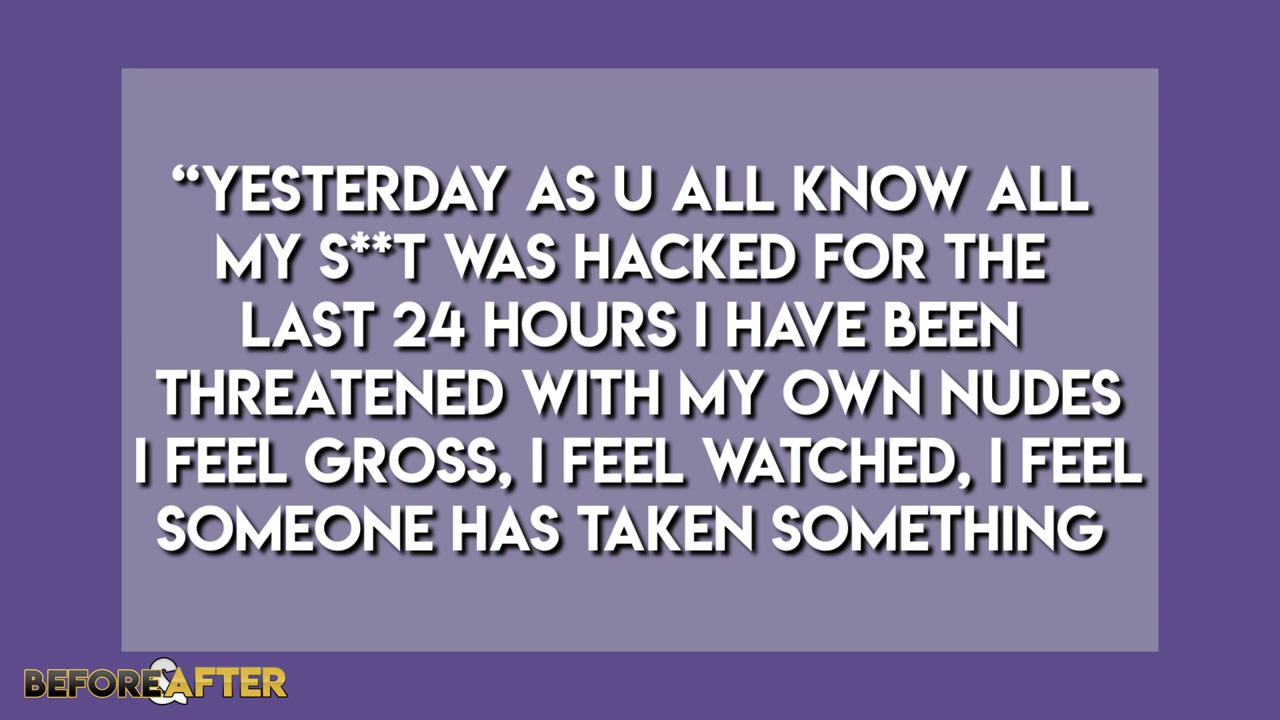 “YESTERDAY AS U ALL KNOW ALL
MY S**T WAS HACKED FOR THE
LAST 24 HOURS I HAVE BEEN
THREATENED WITH MY OWN NUDES
I FEEL GROSS, I FEEL WATCHED, I FEEL
SOMEONE HAS TAKEN SOMETHING
BEFORE&AFTER